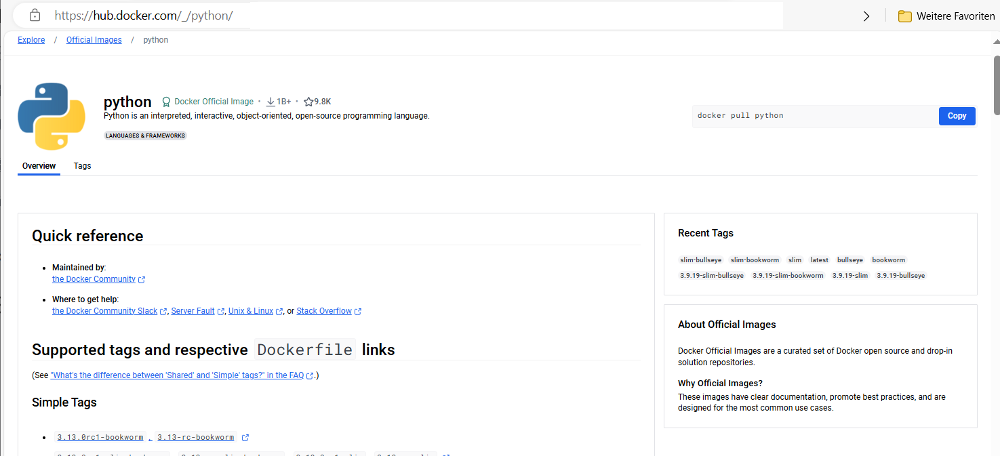 https://hub.docker.com/_/python/
Weitere Favoriten
Explore / Official Images / python
python Docker Official Image • 1B+ • 9.8K
Python is an interpreted, interactive, object-oriented, open-source programming language.
LANGUAGES & FRAMEWORKS
docker pull python
Copy
Overview Tags
Quick reference
• Maintained by:
the Docker Community
• Where to get help:
the Docker Community Slack, Server Fault, Unix & Linux, or Stack Overflow
Supported tags and respective Dockerfile links
(See "What's the difference between 'Shared' and 'Simple' tags?" in the FAQ.)
Simple Tags
• 3.13.0rc1-bookworm, 3.13-rc-bookworm
Recent Tags
slim-bullseye slim-bookworm slim latest bullseye bookworm
3.9.19-slim-bullseye 3.9.19-slim-bookworm 3.9.19-slim 3.9.19-bullseye
About Official Images
Docker Official Images are a curated set of Docker open source and drop-in
solution repositories.
Why Official Images?
These images have clear documentation, promote best practices, and are
designed for the most common use cases.